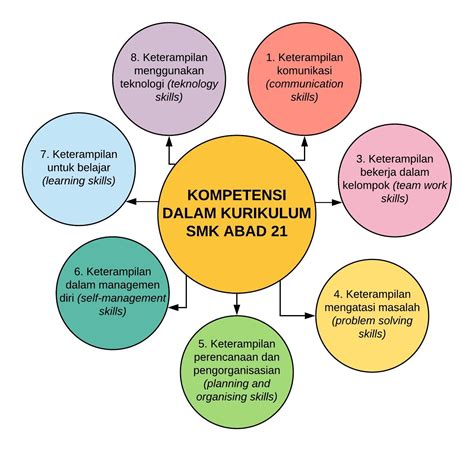 KOMPETENSI
DALAM KURIKULUM
SMK ABAD 21
1. Keterampilan
komunikasi
(communication
skills)
3. Keterampilan
bekerja dalam
kelompok (team work
skills)
4. Keterampilan
mengatasi masalah
(problem solving
skills)
5. Keterampilan
perencanaan dan
pengorganisasian
(planning and
organising skills)
6. Keterampilan
dalam managemen
diri (self-management
skills)
7. Keterampilan
untuk belajar
(learning skills)
8. Keterampilan
menggunakan
teknologi (teknology
skills)